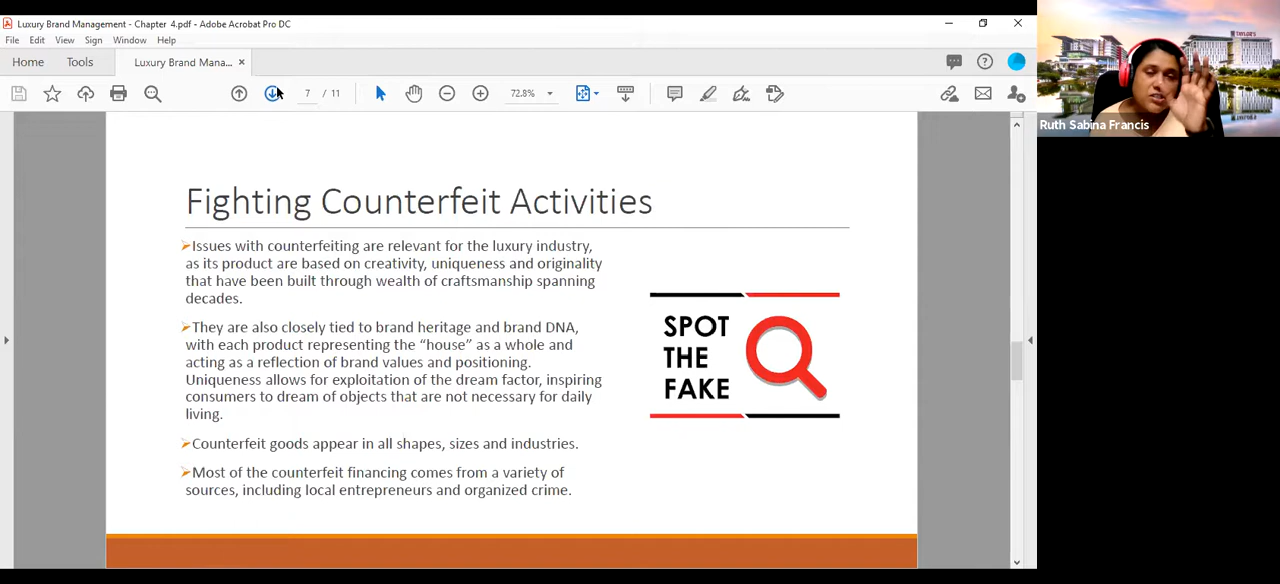 Luxury Brand Management - Chapter 4.pdf - Adobe Acrobat Pro DC
File Edit View Sign Window Help
Home Tools Luxury Brand Mana... ×
7 / 11 72.8%
Ruth Sabina Francis
Fighting Counterfeit Activities
Issues with counterfeiting are relevant for the luxury industry,
as its product are based on creativity, uniqueness and originality
that have been built through wealth of craftsmanship spanning
decades.
They are also closely tied to brand heritage and brand DNA,
with each product representing the “house” as a whole and
acting as a reflection of brand values and positioning.
Uniqueness allows for exploitation of the dream factor, inspiring
consumers to dream of objects that are not necessary for daily
living.
Counterfeit goods appear in all shapes, sizes and industries.
Most of the counterfeit financing comes from a variety of
sources, including local entrepreneurs and organized crime.
SPOT
THE
FAKE